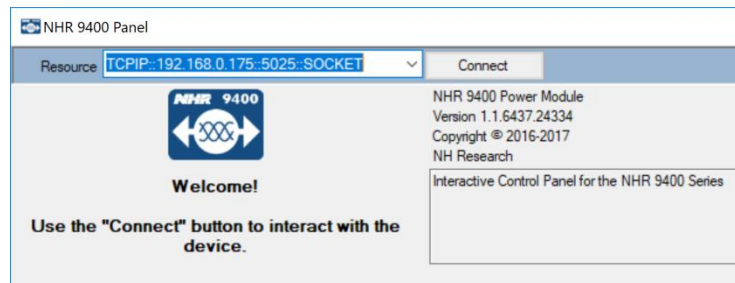 NHR 9400 Panel
Resource TCPIP::192.168.0.175::5025::SOCKET Connect
NHR 9400
Welcome!
Use the "Connect" button to interact with the
device.
NHR 9400 Power Module
Version 1.1.6437.24334
Copyright © 2016-2017
NH Research
Interactive Control Panel for the NHR 9400 Series